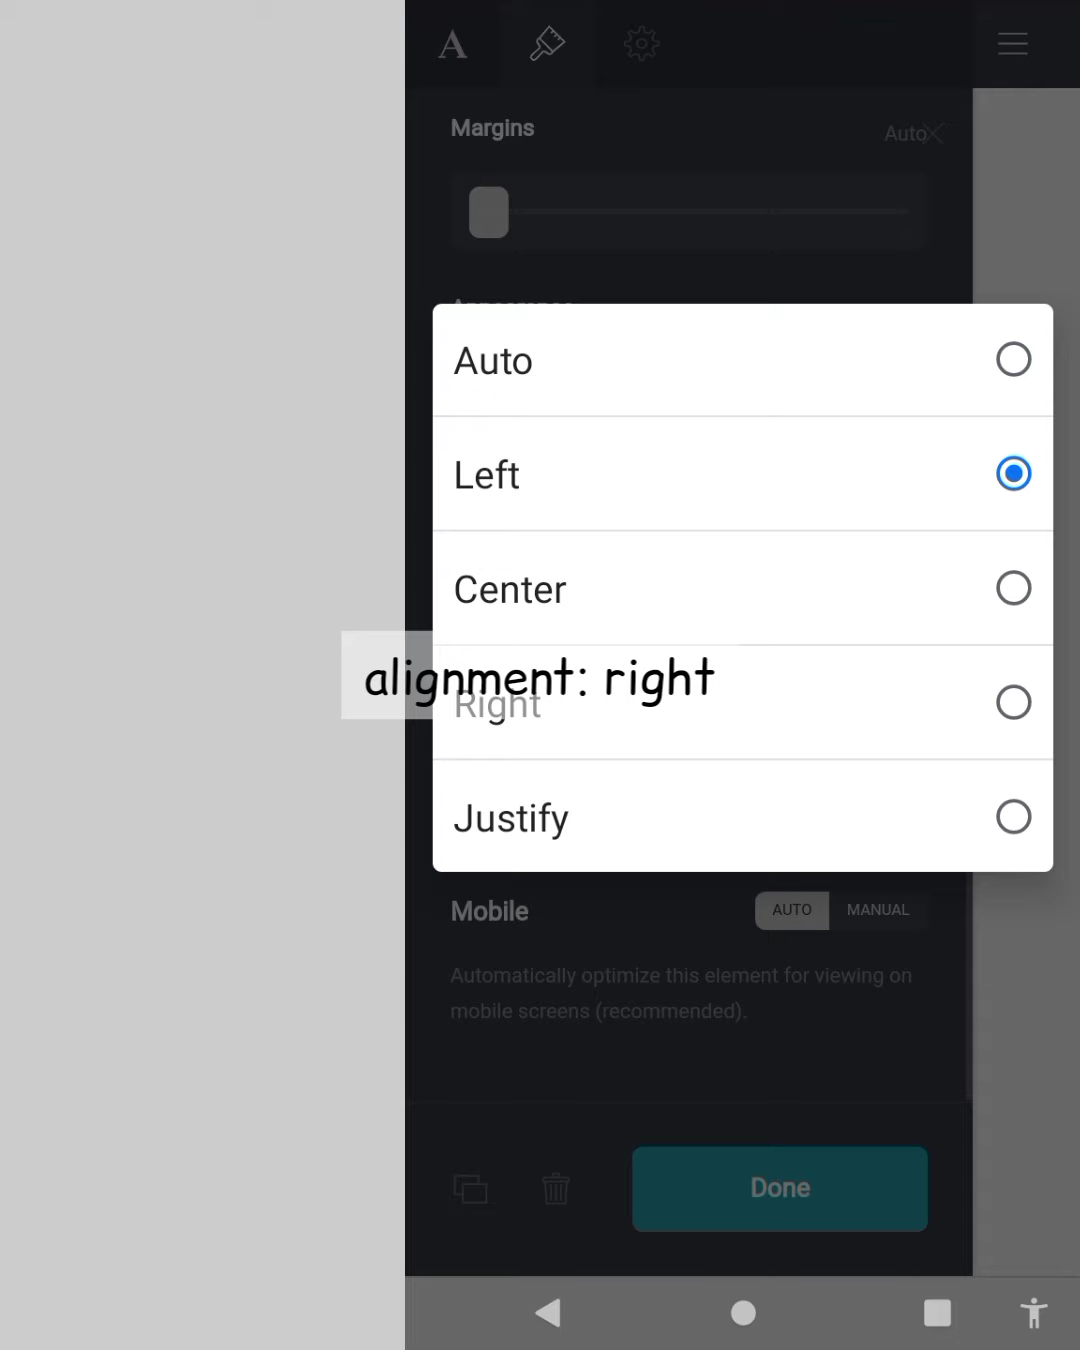 A
Margins
Auto
Appearance
Auto
Left
Center
alignment: right
Right
Justify
Mobile
AUTO
MANUAL
Automatically optimize this element for viewing on
mobile screens (recommended).
Done